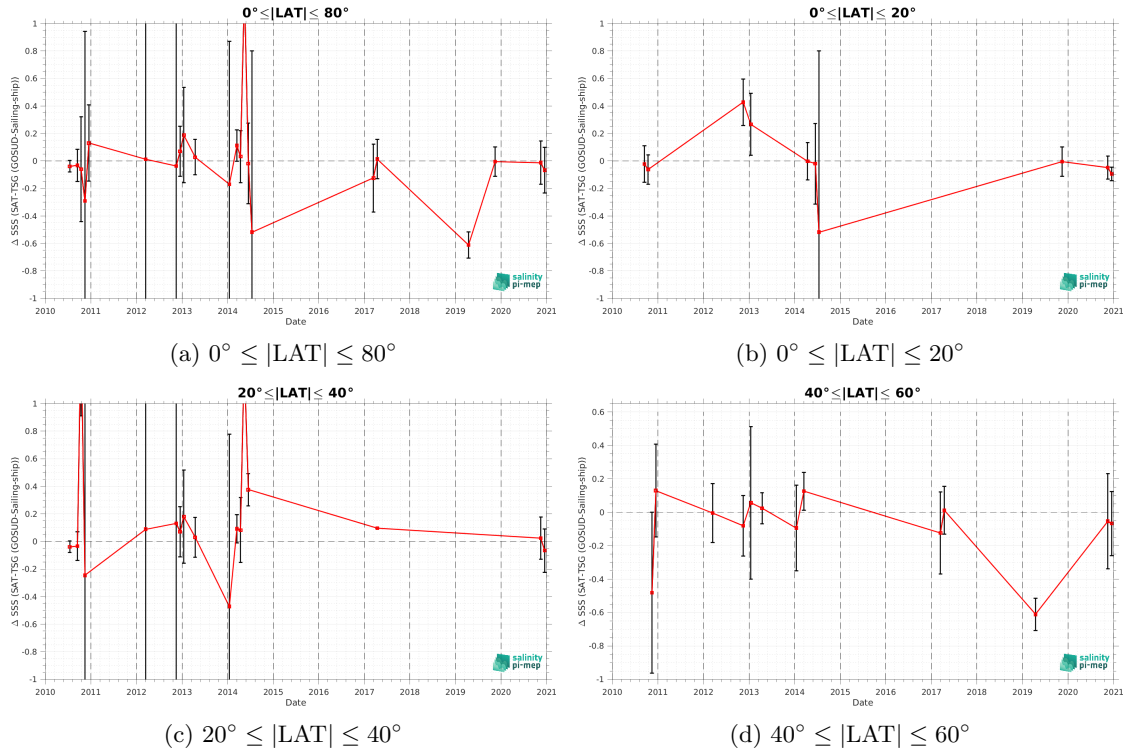 0°≤|LAT|≤ 80°
Δ SSS (SAT-TSG (GOSUD-Sailing-ship))
1
0.8
0.6
0.4
0.2
0
-0.2
-0.4
-0.6
-0.8
-1
2010 2011 2012 2013 2014 2015 2016 2017 2018 2019 2020 2021
Date
salinity
pi-mep
(a) 0° ≤ |LAT| ≤ 80°
0°≤|LAT|≤ 20°
Δ SSS (SAT-TSG (GOSUD-Sailing-ship))
1
0.8
0.6
0.4
0.2
0
-0.2
-0.4
-0.6
-0.8
-1
2010 2011 2012 2013 2014 2015 2016 2017 2018 2019 2020 2021
Date
salinity
pi-mep
(b) 0° ≤ |LAT| ≤ 20°
20°≤|LAT|≤ 40°
Δ SSS (SAT-TSG (GOSUD-Sailing-ship))
1
0.8
0.6
0.4
0.2
0
-0.2
-0.4
-0.6
-0.8
-1
2010 2011 2012 2013 2014 2015 2016 2017 2018 2019 2020 2021
Date
salinity
pi-mep
(c) 20° ≤ |LAT| ≤ 40°
40°≤|LAT|≤ 60°
Δ SSS (SAT-TSG (GOSUD-Sailing-ship))
0.6
0.4
0.2
0
-0.2
-0.4
-0.6
-0.8
-1
2010 2011 2012 2013 2014 2015 2016 2017 2018 2019 2020 2021
Date
salinity
pi-mep
(d) 40° ≤ |LAT| ≤ 60°